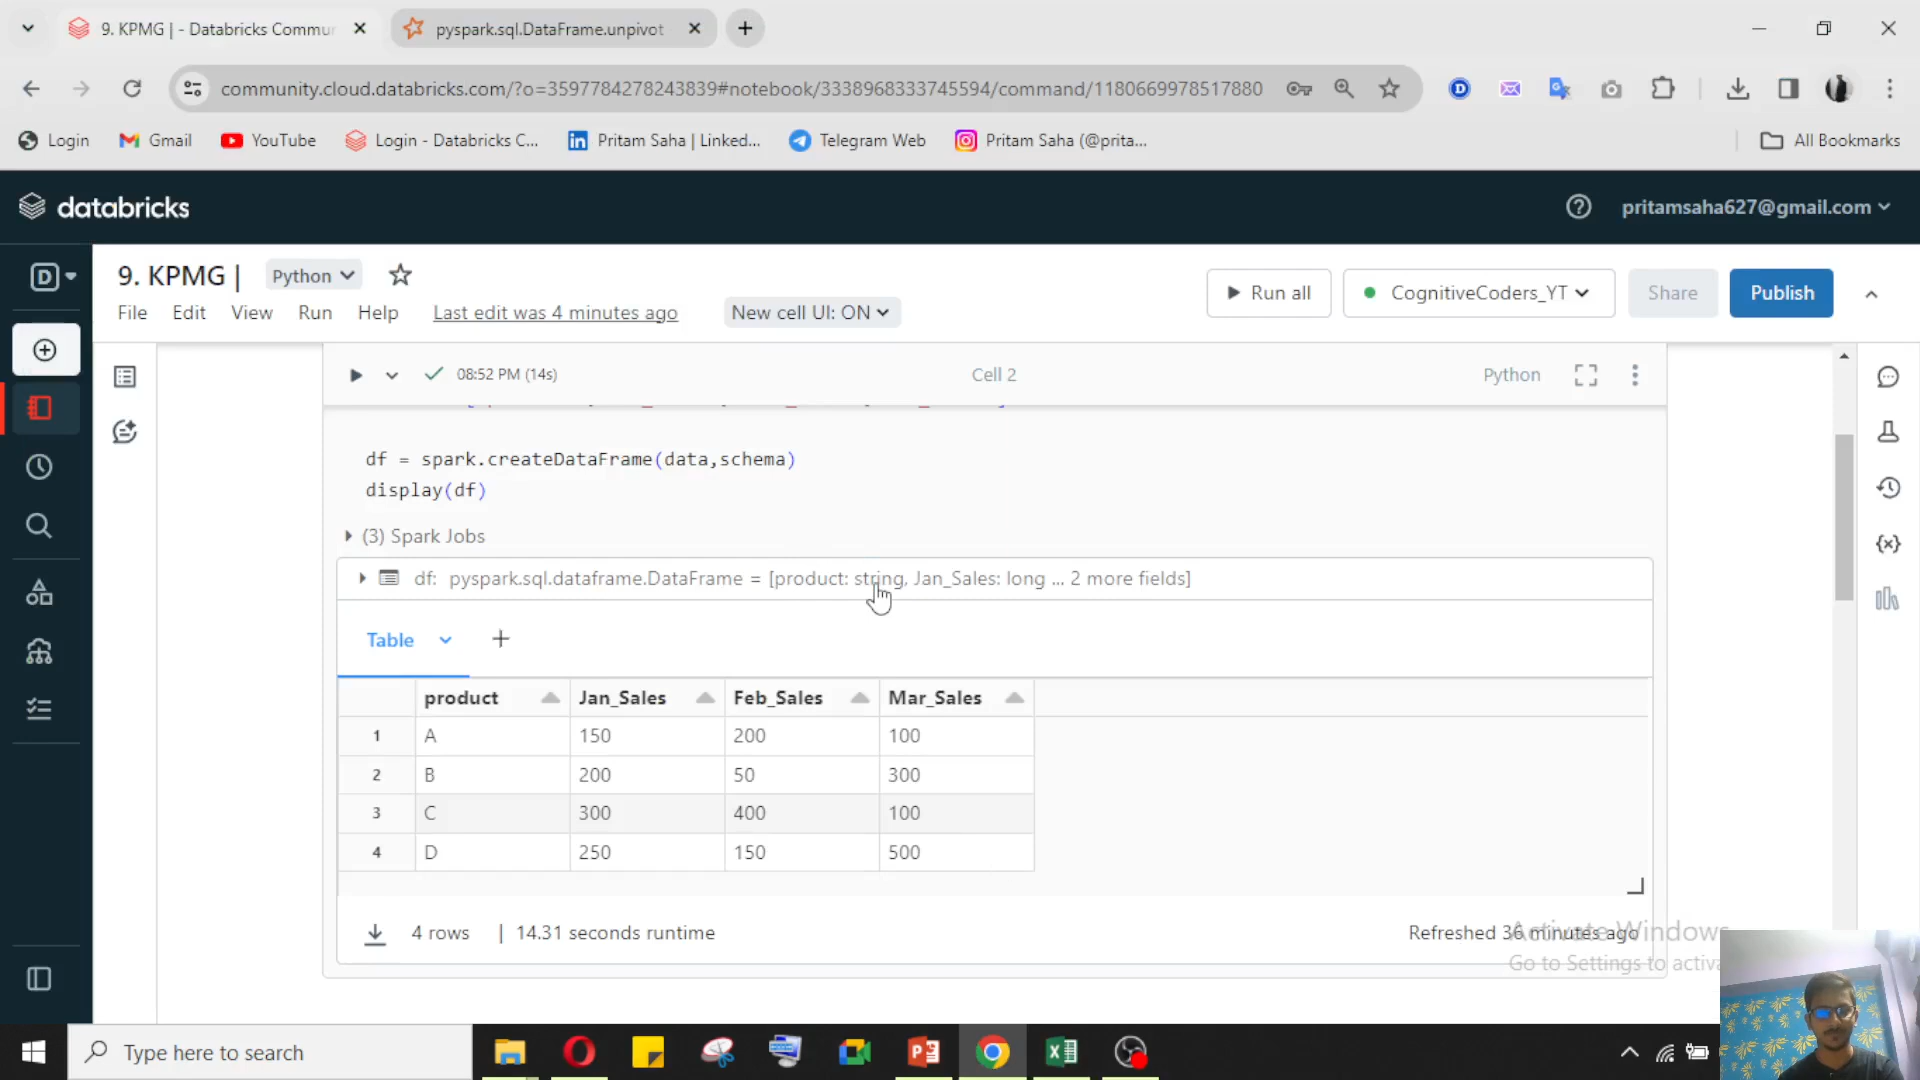 9. KPMG | - Databricks Commur
pyspark.sql.DataFrame.unpivot
community.cloud.databricks.com/?o=3597784278243839#notebook/3338968333745594/command/1180669978517880
Login
Gmail
YouTube
Login - Databricks C...
Pritam Saha | Linked...
Telegram Web
Pritam Saha (@prita...
All Bookmarks
databricks
pritamsaha627@gmail.com
D
9. KPMG |
Python
File Edit View Run Help
Last edit was 4 minutes ago
New cell UI: ON
Run all
CognitiveCoders_YT
Share
Publish
08:52 PM (14s)
Cell 2
Python
df = spark.createDataFrame(data,schema)
display(df)
(3) Spark Jobs
df: pyspark.sql.dataframe.DataFrame = [product: string, Jan_Sales: long ... 2 more fields]
Table
product Jan_Sales Feb_Sales Mar_Sales
1 A 150 200 100
2 B 200 50 300
3 C 300 400 100
4 D 250 150 500
4 rows | 14.31 seconds runtime
Refreshed 36 minutes ago
Activate Windows
Go to Settings to activa
Type here to search